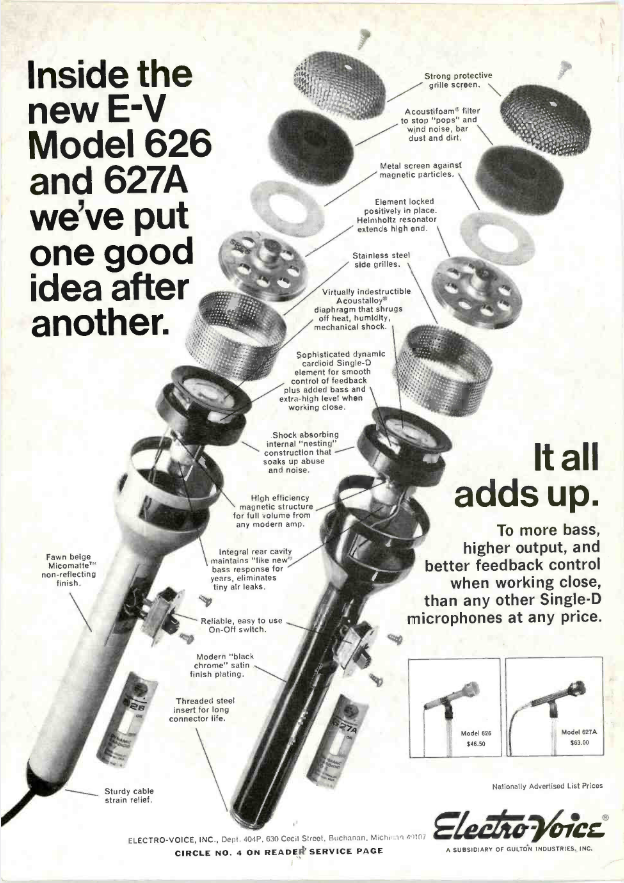 Inside the
new E-V
Model 626
and 627A
we've put
one good
idea after
another.
Strong protective
grille screen.
Acoustifoam® filter
to stop "pops" and
wind noise, bar
dust and dirt.
Metal screen against
magnetic particles.
Element locked
positively in place.
Helmholtz resonator
extends high end.
Stainless steel
side grilles.
Virtually indestructible
Acoustalloy®
diaphragm that shrugs
off heat, humidity,
mechanical shock.
Sophisticated dynamic
cardioid Single-D
element for smooth
control of feedback
plus added bass and
extra-high level when
working close.
Shock absorbing
internal "nesting"
construction that
soaks up abuse
and noise.
High efficiency
magnetic structure
for full volume from
any modern amp.
Integral rear cavity
maintains "like new"
bass response for
years, eliminates
tiny air leaks.
Fawn beige
Micomatte™
non-reflecting
finish.
Reliable, easy to use
On-Off switch.
Modern "black
chrome" satin
finish plating.
Threaded steel
insert for long
connector life.
Sturdy cable
strain relief.
626
627A
It all
adds up.
To more bass,
higher output, and
better feedback control
when working close,
than any other Single-D
microphones at any price.
Model 626
$46.50
Model 627A
$63.00
Nationally Advertised List Prices
ELECTRO-VOICE, INC., Dept. 404P, 630 Cecil Street, Buchanan, Michigan 49107
CIRCLE NO. 4 ON READER SERVICE PAGE
Electro-Voice®
A SUBSIDIARY OF GULTON INDUSTRIES, INC.